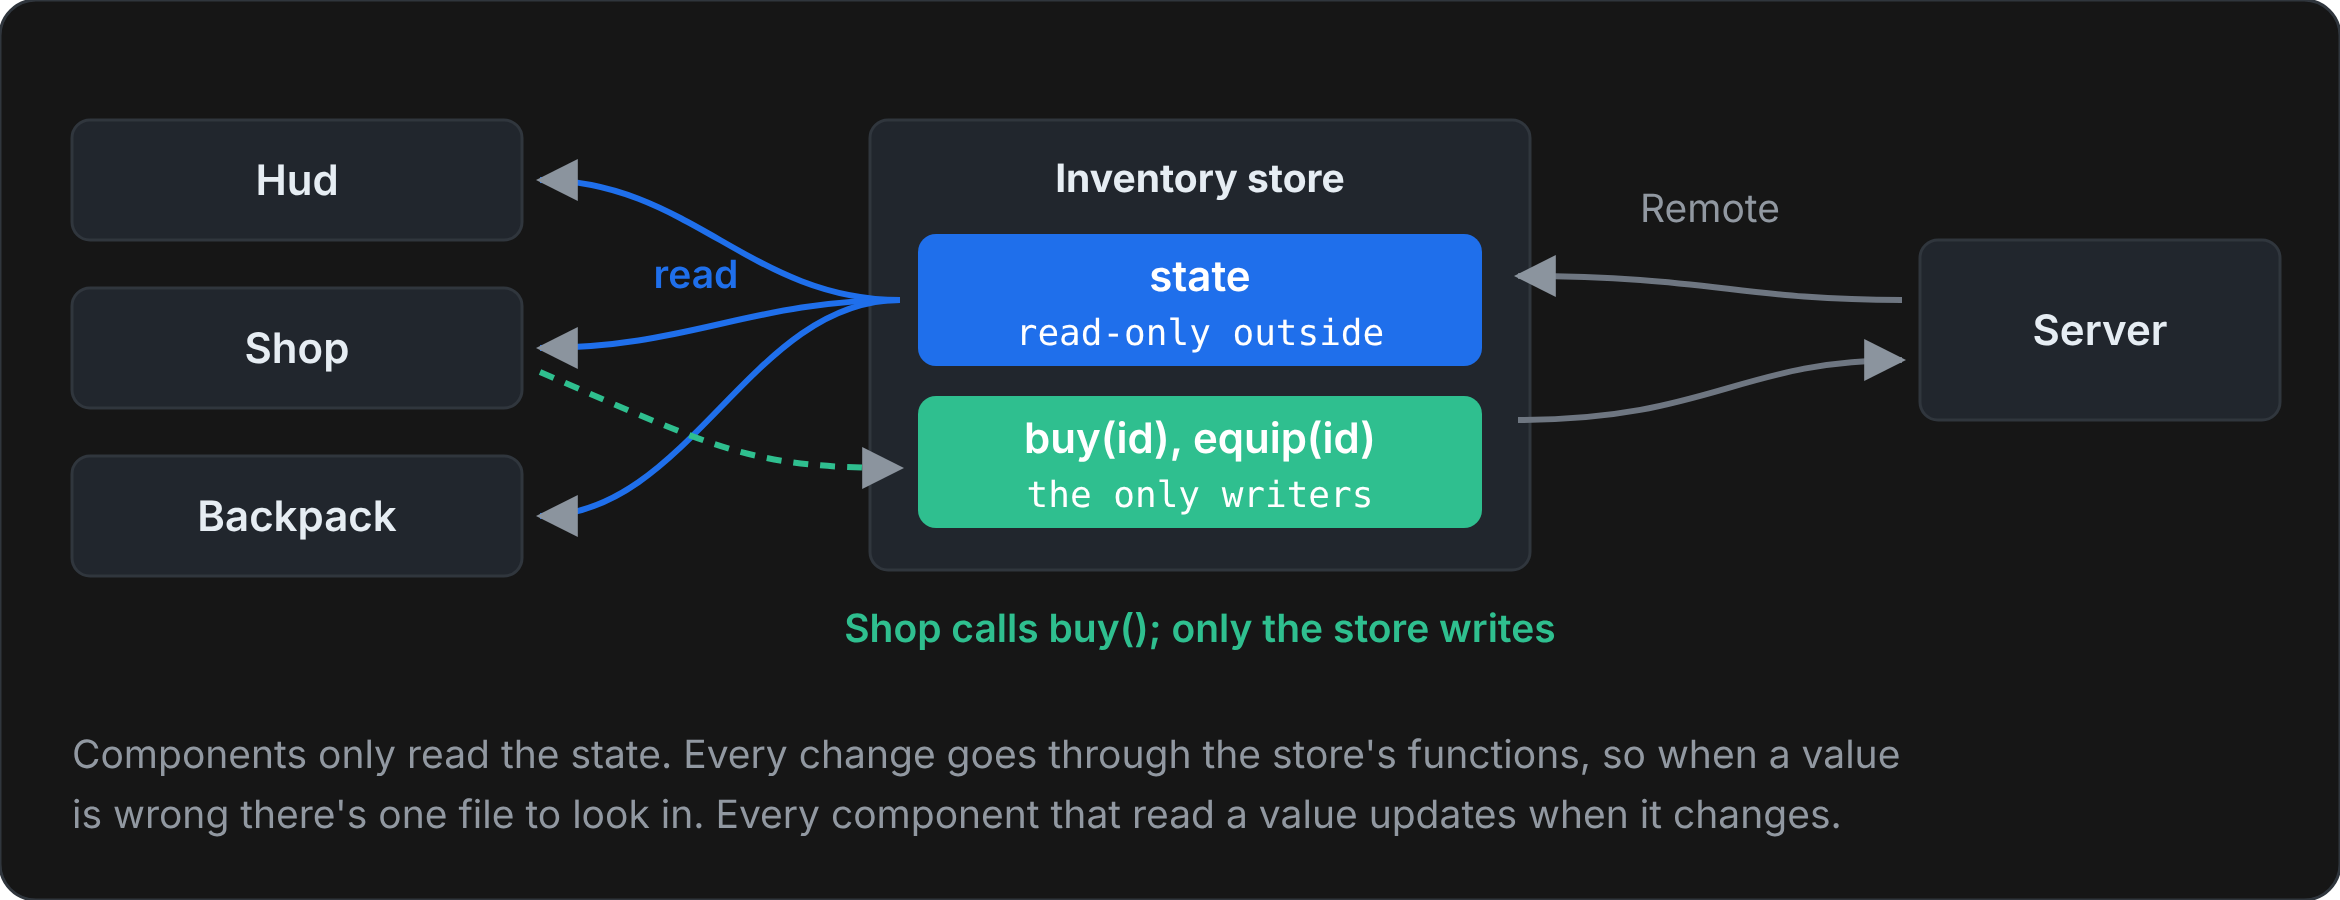 Hud
Shop
Backpack
read
Inventory store
state
read-only outside
buy(id), equip(id)
the only writers
Remote
Server
Shop calls buy(); only the store writes
Components only read the state. Every change goes through the store's functions, so when a value
is wrong there's one file to look in. Every component that read a value updates when it changes.